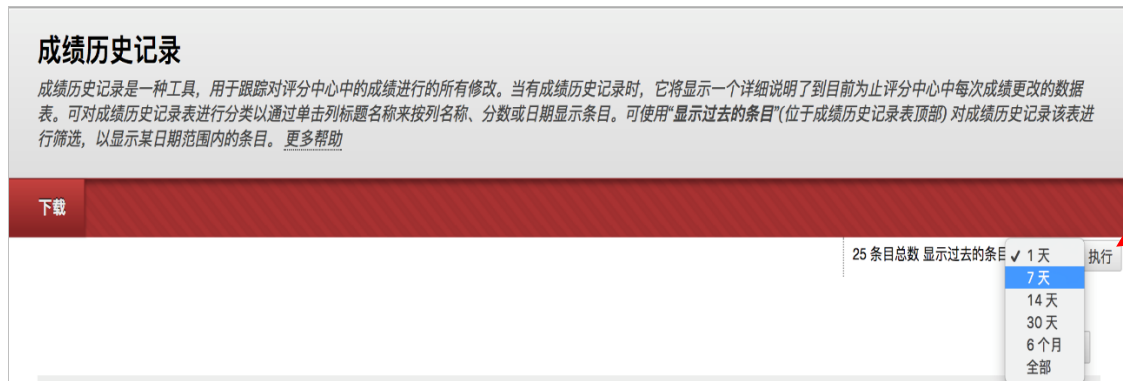 成绩历史记录
成绩历史记录是一种工具，用于跟踪对评分中心中的成绩进行的所有修改。当有成绩历史记录时，它将显示一个详细说明了到目前为止评分中心中每次成绩更改的数据
表。可对成绩历史记录表进行分类以通过单击列标题名称来按列名称、分数或日期显示条目。可使用“显示过去的条目”(位于成绩历史记录表顶部) 对成绩历史记录该表进
行筛选，以显示某日期范围内的条目。 更多帮助
下载
25 条目总数 显示过去的条目 ✓ 1 天 执行
7 天
14 天
30 天
6 个月
全部